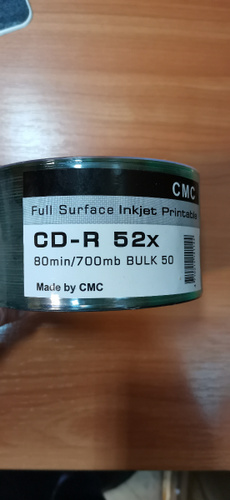 CMC
Full Surface Inkjet Printable
CD-R 52x
80min/700mb BULK 50
Made by CMC